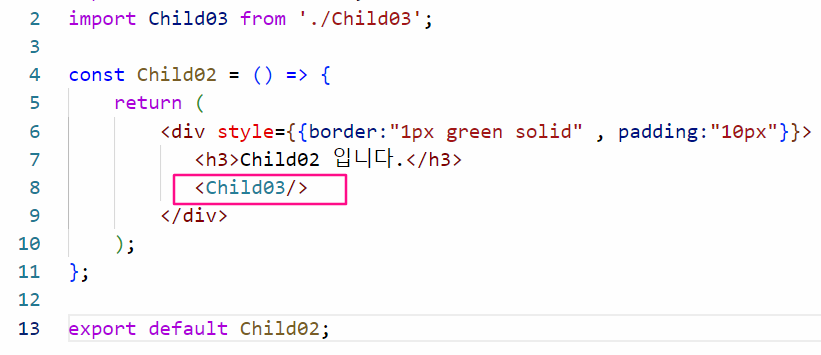 2 import Child03 from './Child03';
3
4 const Child02 = () => {
5     return (
6         <div style={{border:"1px green solid" , padding:"10px"}}>
7            <h3>Child02 입니다.</h3>
8            <Child03/>
9         </div>
10     );
11 };
12
13 export default Child02;